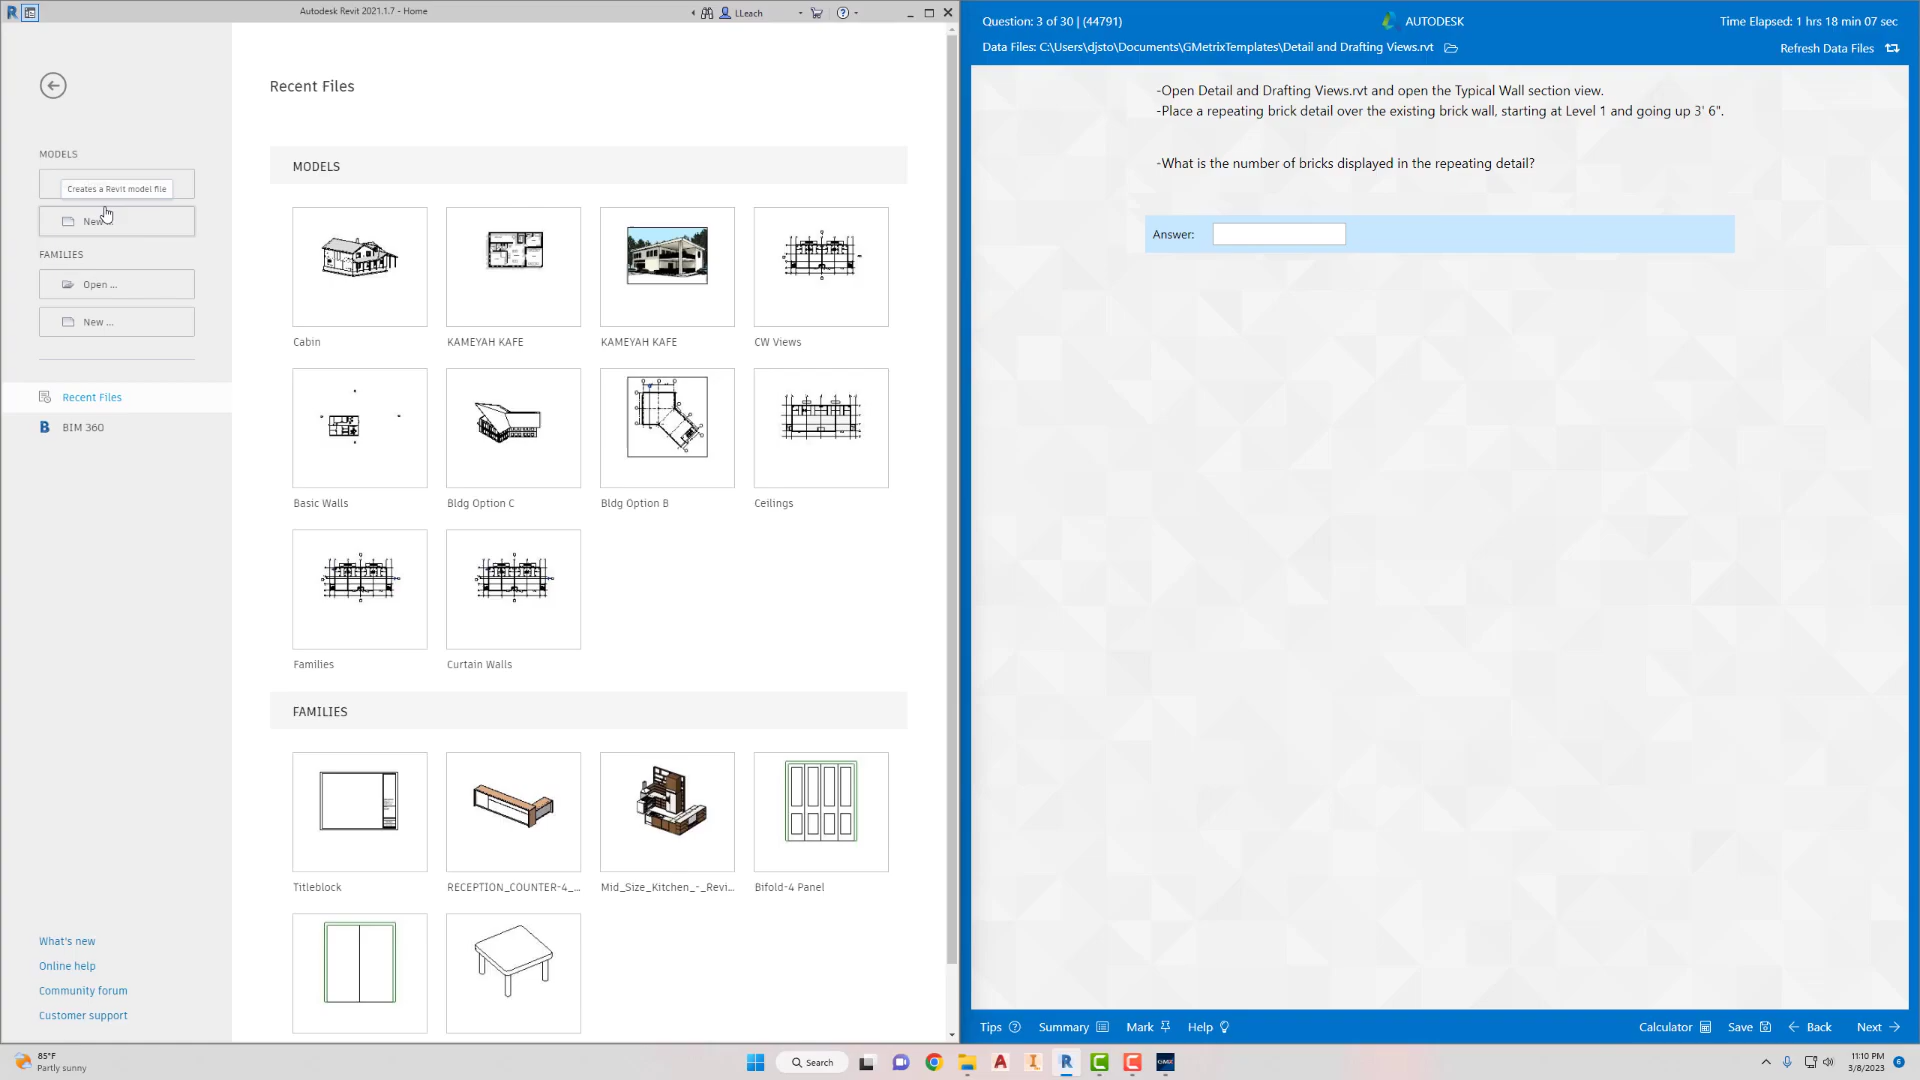 Autodesk Revit 2021.1.7 - Home
LLeach
Recent Files
MODELS
Creates a Revit model file
New ...
FAMILIES
Open ...
New ...
Recent Files
BIM 360
What's new
Online help
Community forum
Customer support
MODELS
Cabin
KAMEYAH KAFE
KAMEYAH KAFE
CW Views
Basic Walls
Bldg Option C
Bldg Option B
Ceilings
Families
Curtain Walls
FAMILIES
Titleblock
RECEPTION_COUNTER-4_...
Mid_Size_Kitchen_-_Revi...
Bifold-4 Panel
Question: 3 of 30 | (44791)
AUTODESK
Time Elapsed: 1 hrs 18 min 07 sec
Data Files: C:\Users\djsto\Documents\GMetrixTemplates\Detail and Drafting Views.rvt
Refresh Data Files
-Open Detail and Drafting Views.rvt and open the Typical Wall section view.
-Place a repeating brick detail over the existing brick wall, starting at Level 1 and going up 3' 6".
-What is the number of bricks displayed in the repeating detail?
Answer:
Tips
Summary
Mark
Help
Calculator
Save
Back
Next
85°F
Partly sunny
Search
11:10 PM
3/8/2023
6